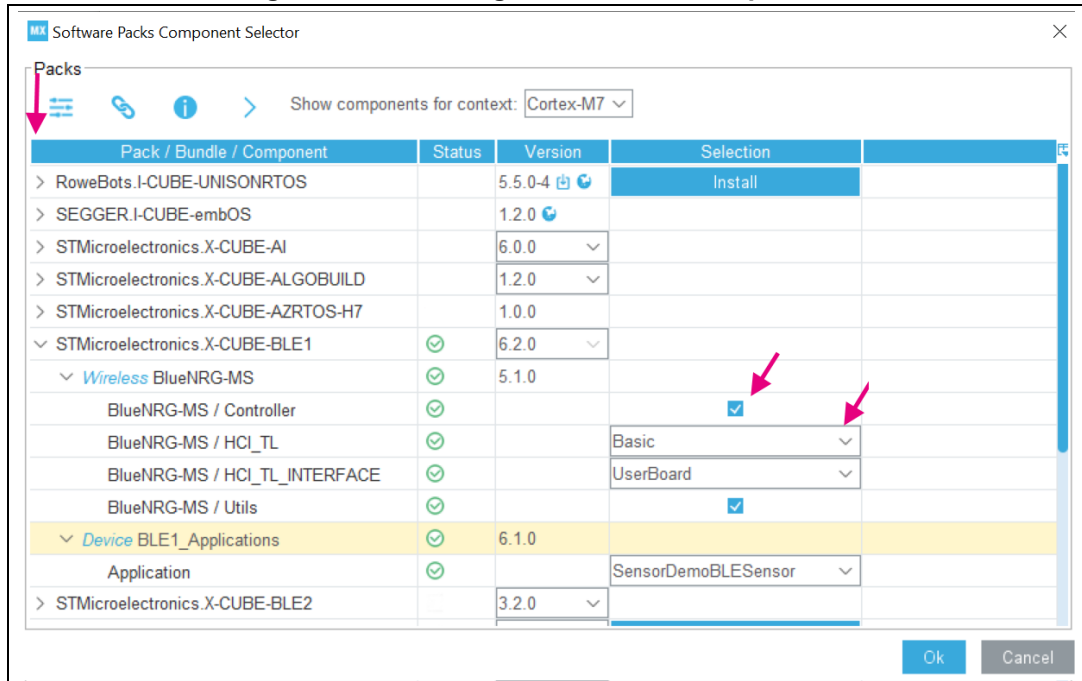 MX Software Packs Component Selector
Packs
Show components for context: Cortex-M7
Pack / Bundle / Component Status Version Selection
RoweBots.I-CUBE-UNISONRTOS 5.5.0-4 Install
SEGGER.I-CUBE-embOS 1.2.0
STMicroelectronics.X-CUBE-AI 6.0.0
STMicroelectronics.X-CUBE-ALGOBUILD 1.2.0
STMicroelectronics.X-CUBE-AZRTOS-H7 1.0.0
STMicroelectronics.X-CUBE-BLE1 6.2.0
Wireless BlueNRG-MS 5.1.0
BlueNRG-MS / Controller
BlueNRG-MS / HCI_TL Basic
BlueNRG-MS / HCI_TL_INTERFACE UserBoard
BlueNRG-MS / Utils
Device BLE1_Applications 6.1.0
Application SensorDemoBLESensor
STMicroelectronics.X-CUBE-BLE2 3.2.0
Ok Cancel